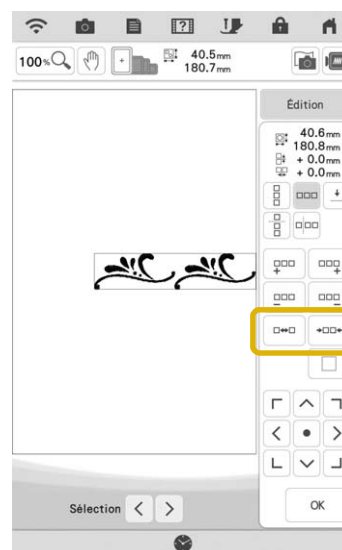 100% 40.5mm
180.7mm
Édition
40.6mm
180.8mm
+ 0.0mm
+ 0.0mm
OK
Sélection